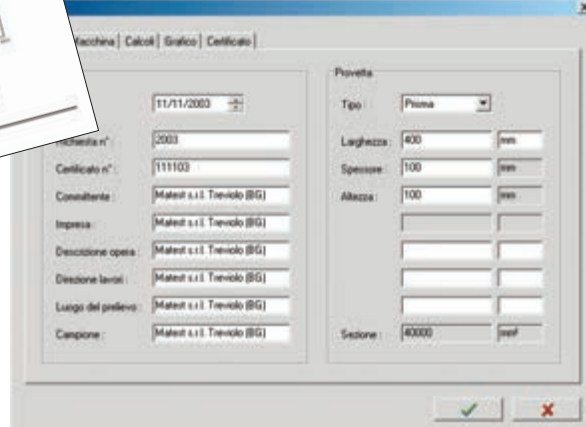 Macchina | Calcoli | Grafico | Certificato
11/11/2003
Richiesta n° : 2003
Certificato n° : 111103
Committente : Matest s.r.l. Treviolo (BG)
Impresa : Matest s.r.l. Treviolo (BG)
Descrizione opera : Matest s.r.l. Treviolo (BG)
Direzione lavori : Matest s.r.l. Treviolo (BG)
Luogo del prelievo : Matest s.r.l. Treviolo (BG)
Campione : Matest s.r.l. Treviolo (BG)
Provetta
Tipo : Prisma
Larghezza : 400 mm
Spessore : 100 mm
Altezza : 100 mm
Sezione : 40000 mm²